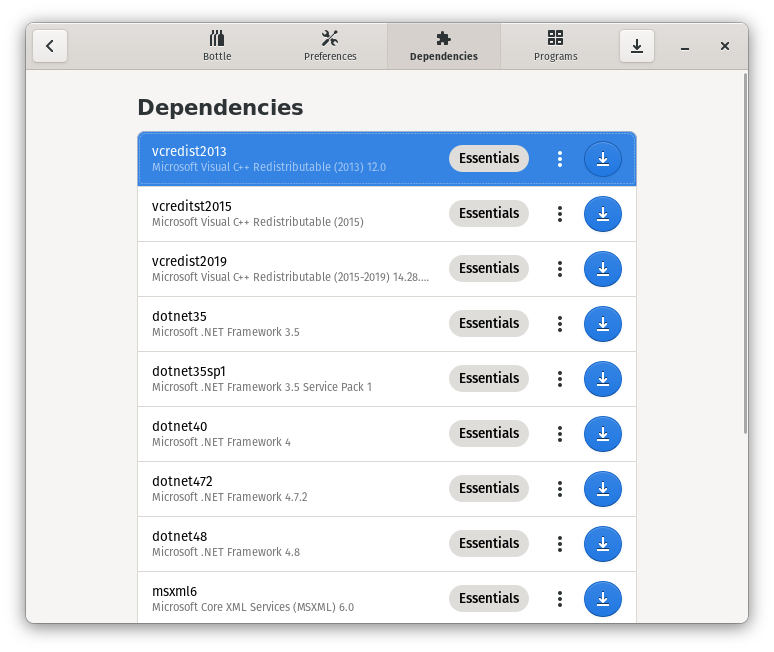 Bottle
Preferences
Dependencies
Programs
Dependencies
vcredist2013
Microsoft Visual C++ Redistributable (2013) 12.0
Essentials
vcreditst2015
Microsoft Visual C++ Redistributable (2015)
Essentials
vcredist2019
Microsoft Visual C++ Redistributable (2015-2019) 14.28....
Essentials
dotnet35
Microsoft .NET Framework 3.5
Essentials
dotnet35sp1
Microsoft .NET Framework 3.5 Service Pack 1
Essentials
dotnet40
Microsoft .NET Framework 4
Essentials
dotnet472
Microsoft .NET Framework 4.7.2
Essentials
dotnet48
Microsoft .NET Framework 4.8
Essentials
msxml6
Microsoft Core XML Services (MSXML) 6.0
Essentials